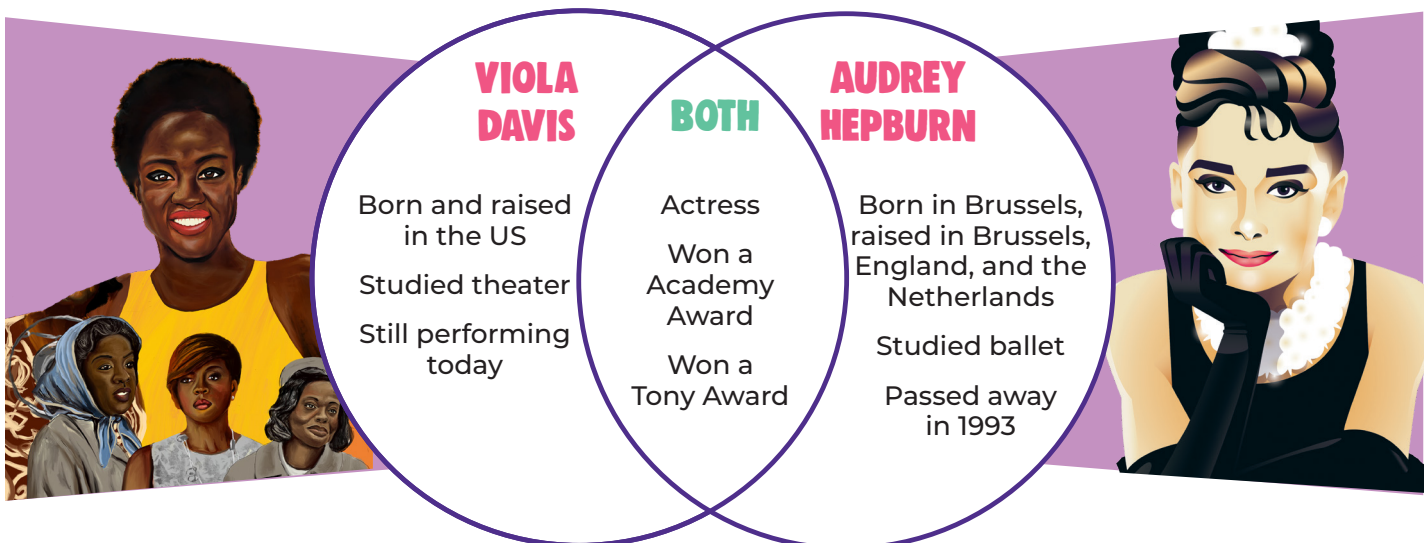 VIOLA
DAVIS
Born and raised
in the US
Studied theater
Still performing
today
BOTH
Actress
Won a
Academy
Award
Won a
Tony Award
AUDREY
HEPBURN
Born in Brussels,
raised in Brussels,
England, and the
Netherlands
Studied ballet
Passed away
in 1993